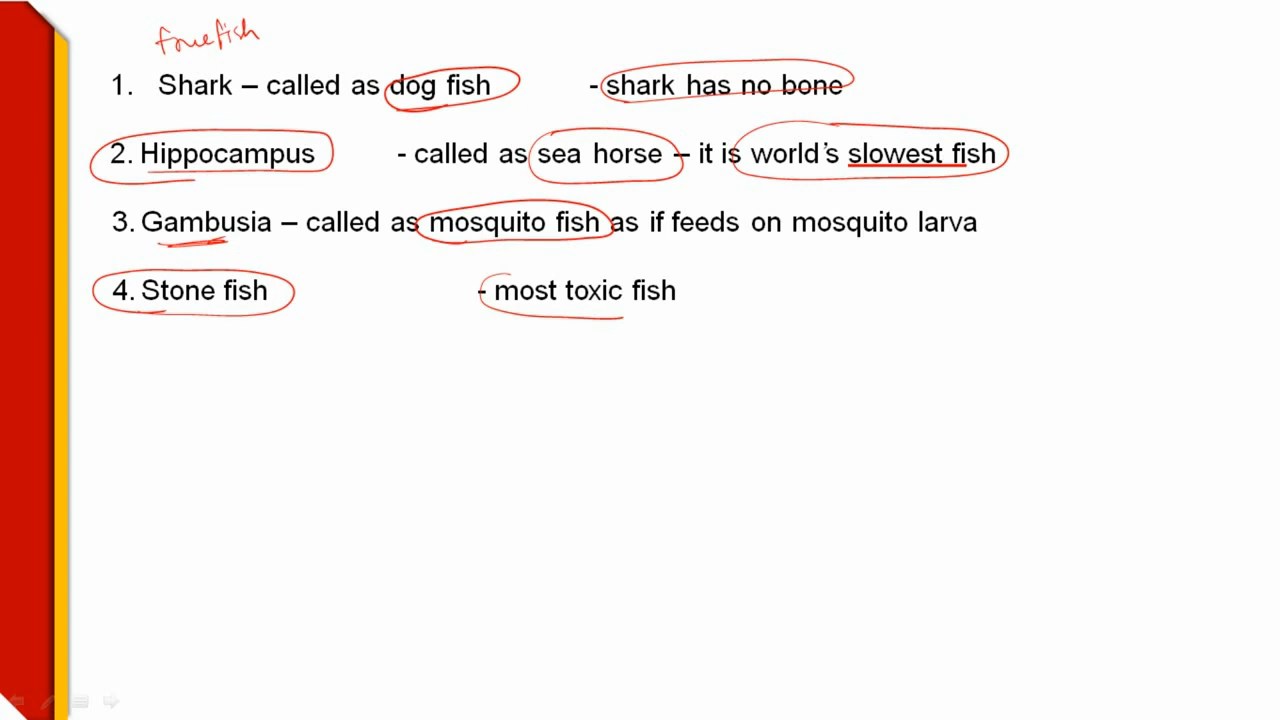 true fish
1. Shark – called as dog fish - shark has no bone
2. Hippocampus - called as sea horse – it is world's slowest fish
3. Gambusia – called as mosquito fish as if feeds on mosquito larva
4. Stone fish - most toxic fish